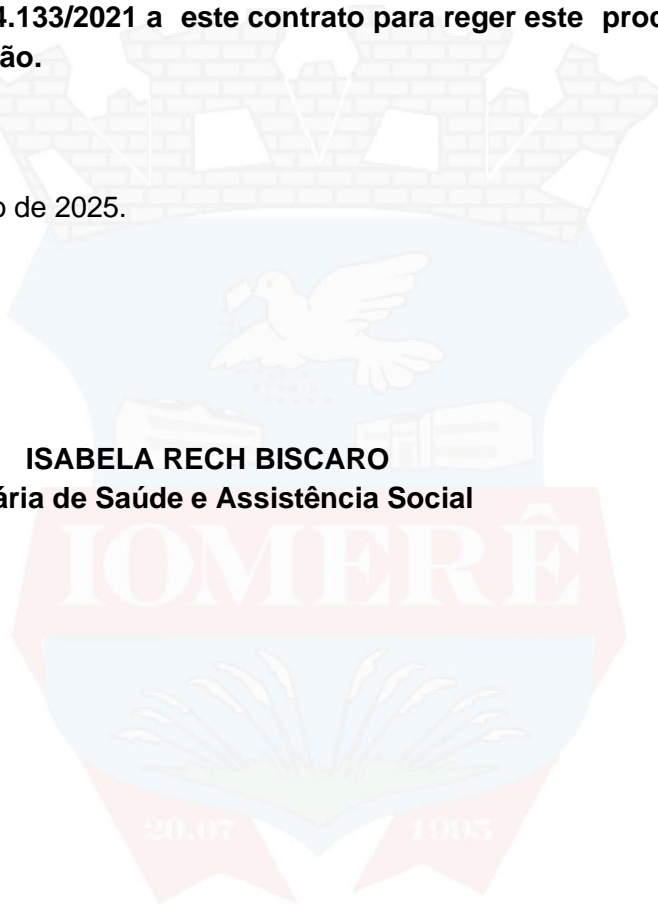 4.133/2021 a este contrato para reger este proc
ão.
o de 2025.
ISABELA RECH BISCARO
ária de Saúde e Assistência Social
IOMERÊ
20.07 1995